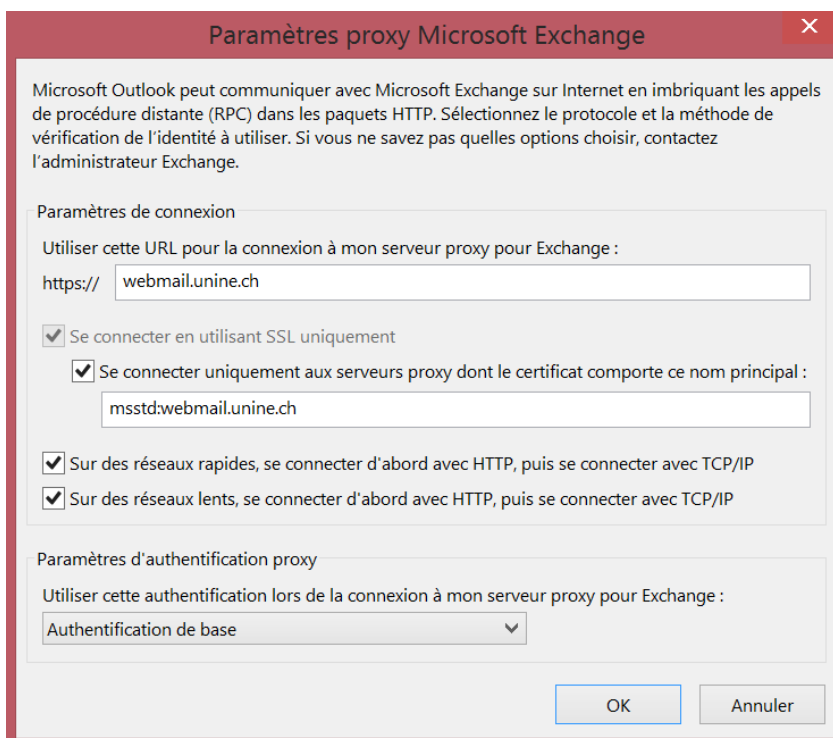 Paramètres proxy Microsoft Exchange
Microsoft Outlook peut communiquer avec Microsoft Exchange sur Internet en imbriquant les appels
de procédure distante (RPC) dans les paquets HTTP. Sélectionnez le protocole et la méthode de
vérification de l'identité à utiliser. Si vous ne savez pas quelles options choisir, contactez
l'administrateur Exchange.
Paramètres de connexion
Utiliser cette URL pour la connexion à mon serveur proxy pour Exchange :
https:// webmail.unine.ch
Se connecter en utilisant SSL uniquement
Se connecter uniquement aux serveurs proxy dont le certificat comporte ce nom principal :
msstd:webmail.unine.ch
Sur des réseaux rapides, se connecter d'abord avec HTTP, puis se connecter avec TCP/IP
Sur des réseaux lents, se connecter d'abord avec HTTP, puis se connecter avec TCP/IP
Paramètres d'authentification proxy
Utiliser cette authentification lors de la connexion à mon serveur proxy pour Exchange :
Authentification de base
OK Annuler